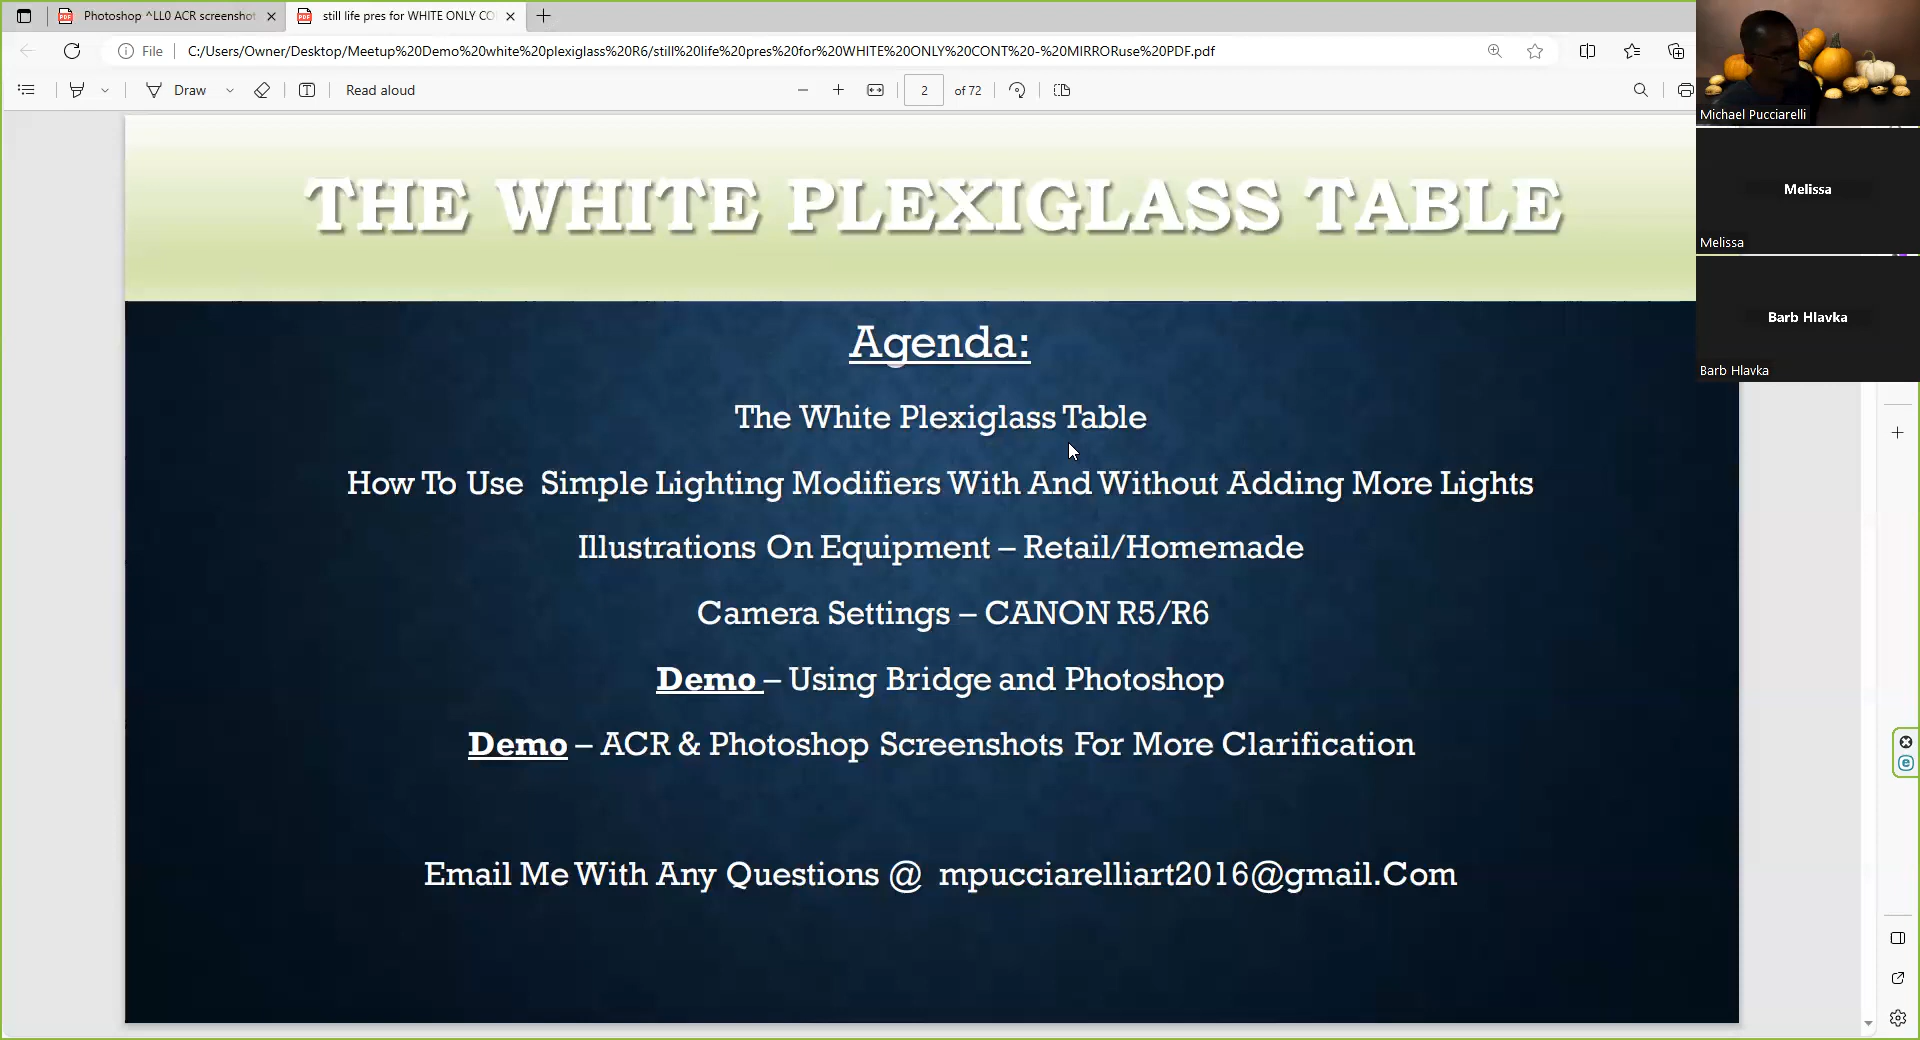 Photoshop ^LL0 ACR screenshot
still life pres for WHITE ONLY CO
File
C:/Users/Owner/Desktop/Meetup%20Demo%20white%20plexiglass%20R6/still%20life%20pres%20for%20WHITE%20ONLY%20CONT%20-%20MIRRORuse%20PDF.pdf
Draw
Read aloud
2
of 72
Michael Pucciarelli
Melissa
Melissa
Barb Hlavka
Barb Hlavka
THE WHITE PLEXIGLASS TABLE
Agenda:
The White Plexiglass Table
How To Use Simple Lighting Modifiers With And Without Adding More Lights
Illustrations On Equipment – Retail/Homemade
Camera Settings – CANON R5/R6
Demo – Using Bridge and Photoshop
Demo – ACR & Photoshop Screenshots For More Clarification
Email Me With Any Questions @ mpucciarelliart2016@gmail.Com